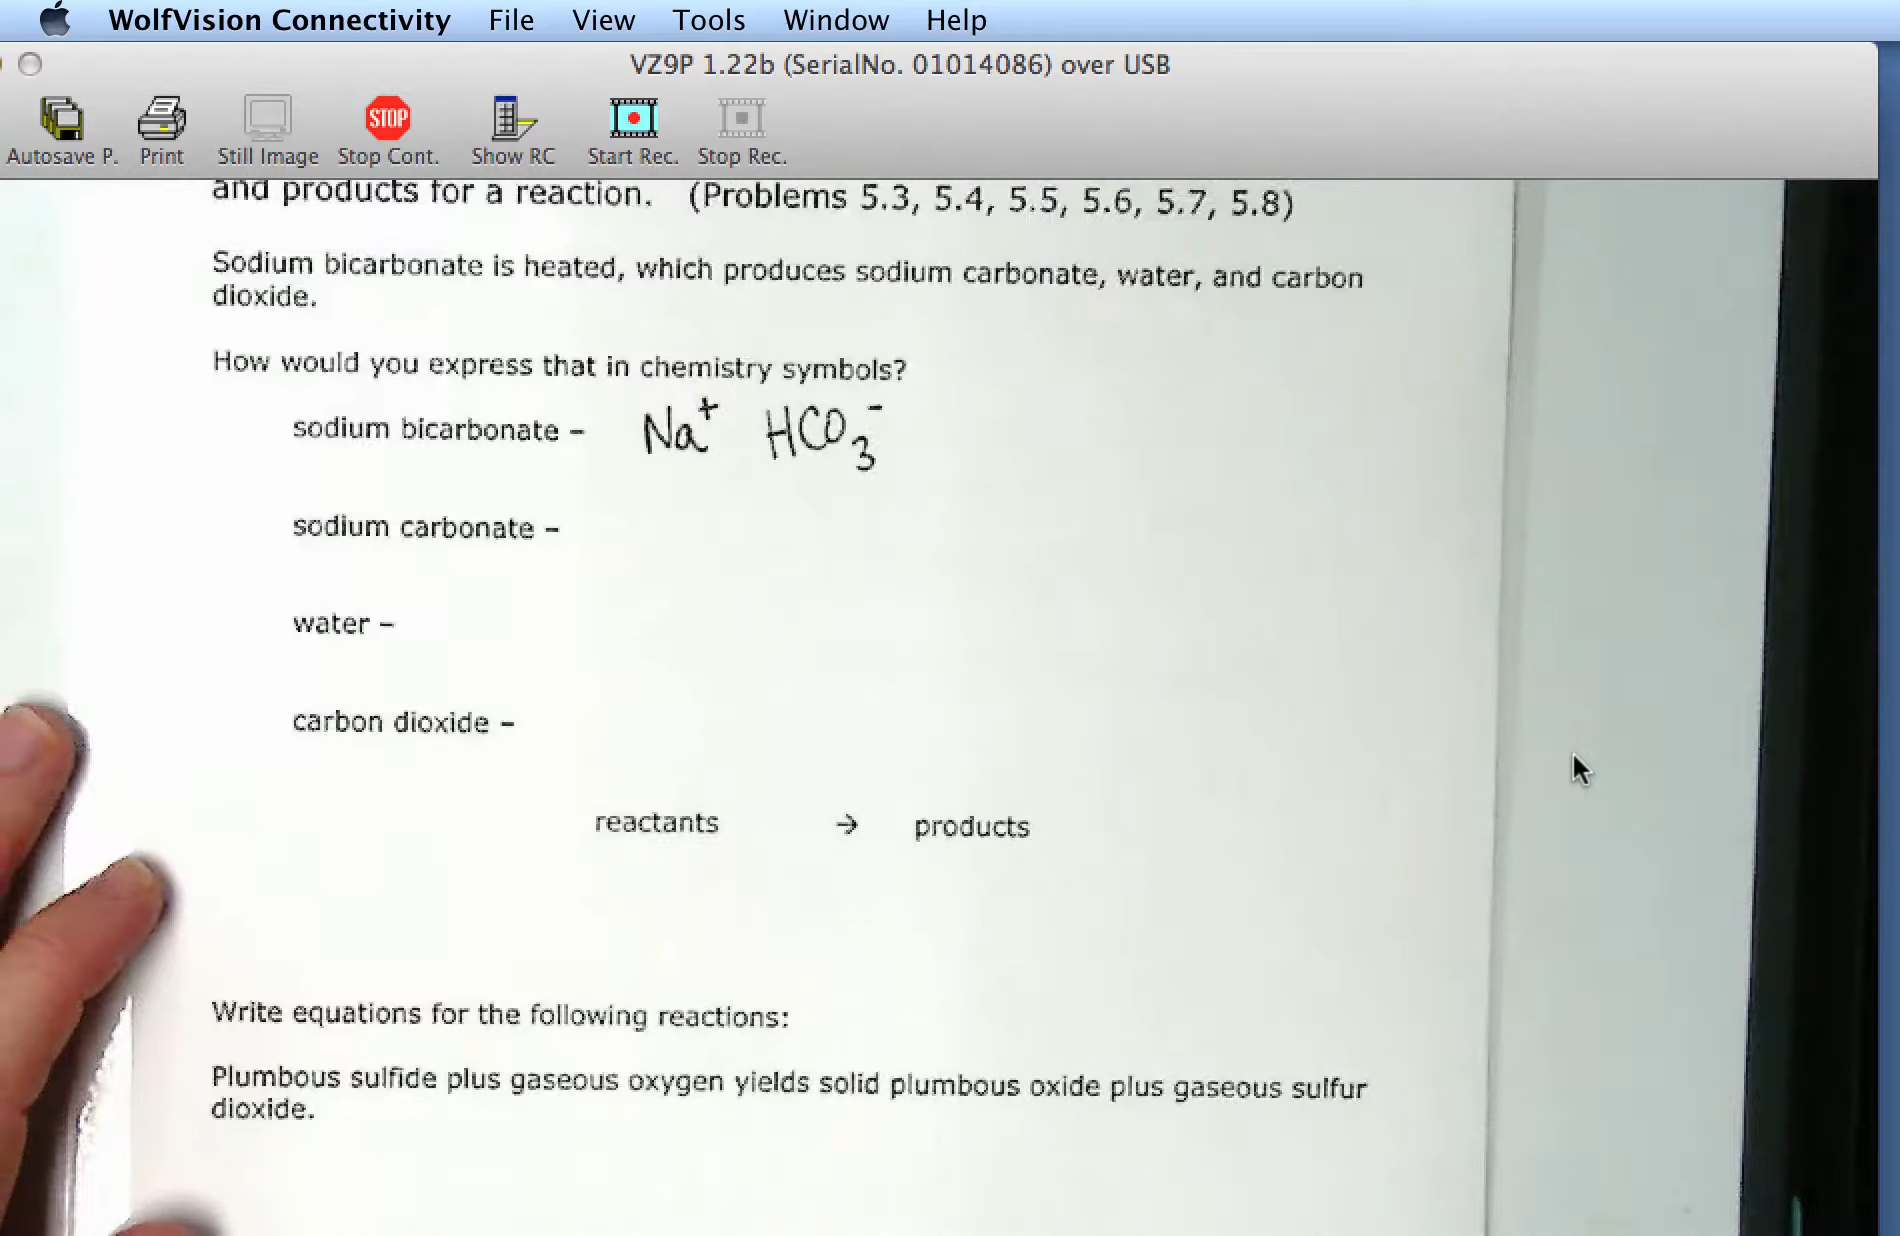 WolfVision Connectivity File View Tools Window Help
VZ9P 1.22b (SerialNo. 01014086) over USB
STOP
Autosave P. Print Still Image Stop Cont. Show RC Start Rec. Stop Rec.
and products for a reaction. (Problems 5.3, 5.4, 5.5, 5.6, 5.7, 5.8)
Sodium bicarbonate is heated, which produces sodium carbonate, water, and carbon
dioxide.
How would you express that in chemistry symbols?
sodium bicarbonate – Na⁺ HCO₃⁻
sodium carbonate –
water –
carbon dioxide –
reactants → products
Write equations for the following reactions:
Plumbous sulfide plus gaseous oxygen yields solid plumbous oxide plus gaseous sulfur
dioxide.